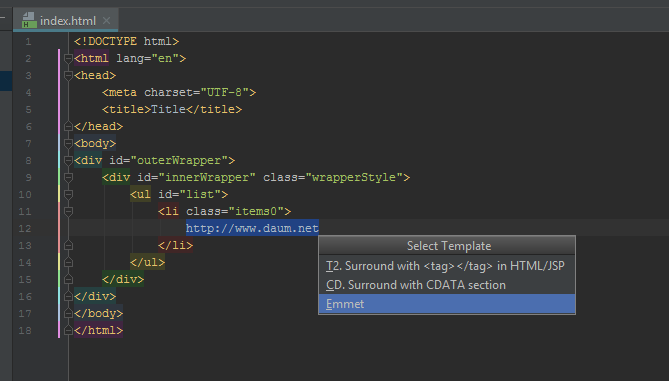 index.html
1 <!DOCTYPE html>
2 <html lang="en">
3 <head>
4 <meta charset="UTF-8">
5 <title>Title</title>
6 </head>
7 <body>
8 <div id="outerWrapper">
9 <div id="innerWrapper" class="wrapperStyle">
10 <ul id="list">
11 <li class="items0">
12 http://www.daum.net
13 </li>
14 </ul>
15 </div>
16 </div>
17 </body>
18 </html>
Select Template
T2. Surround with <tag></tag> in HTML/JSP
CD. Surround with CDATA section
Emmet